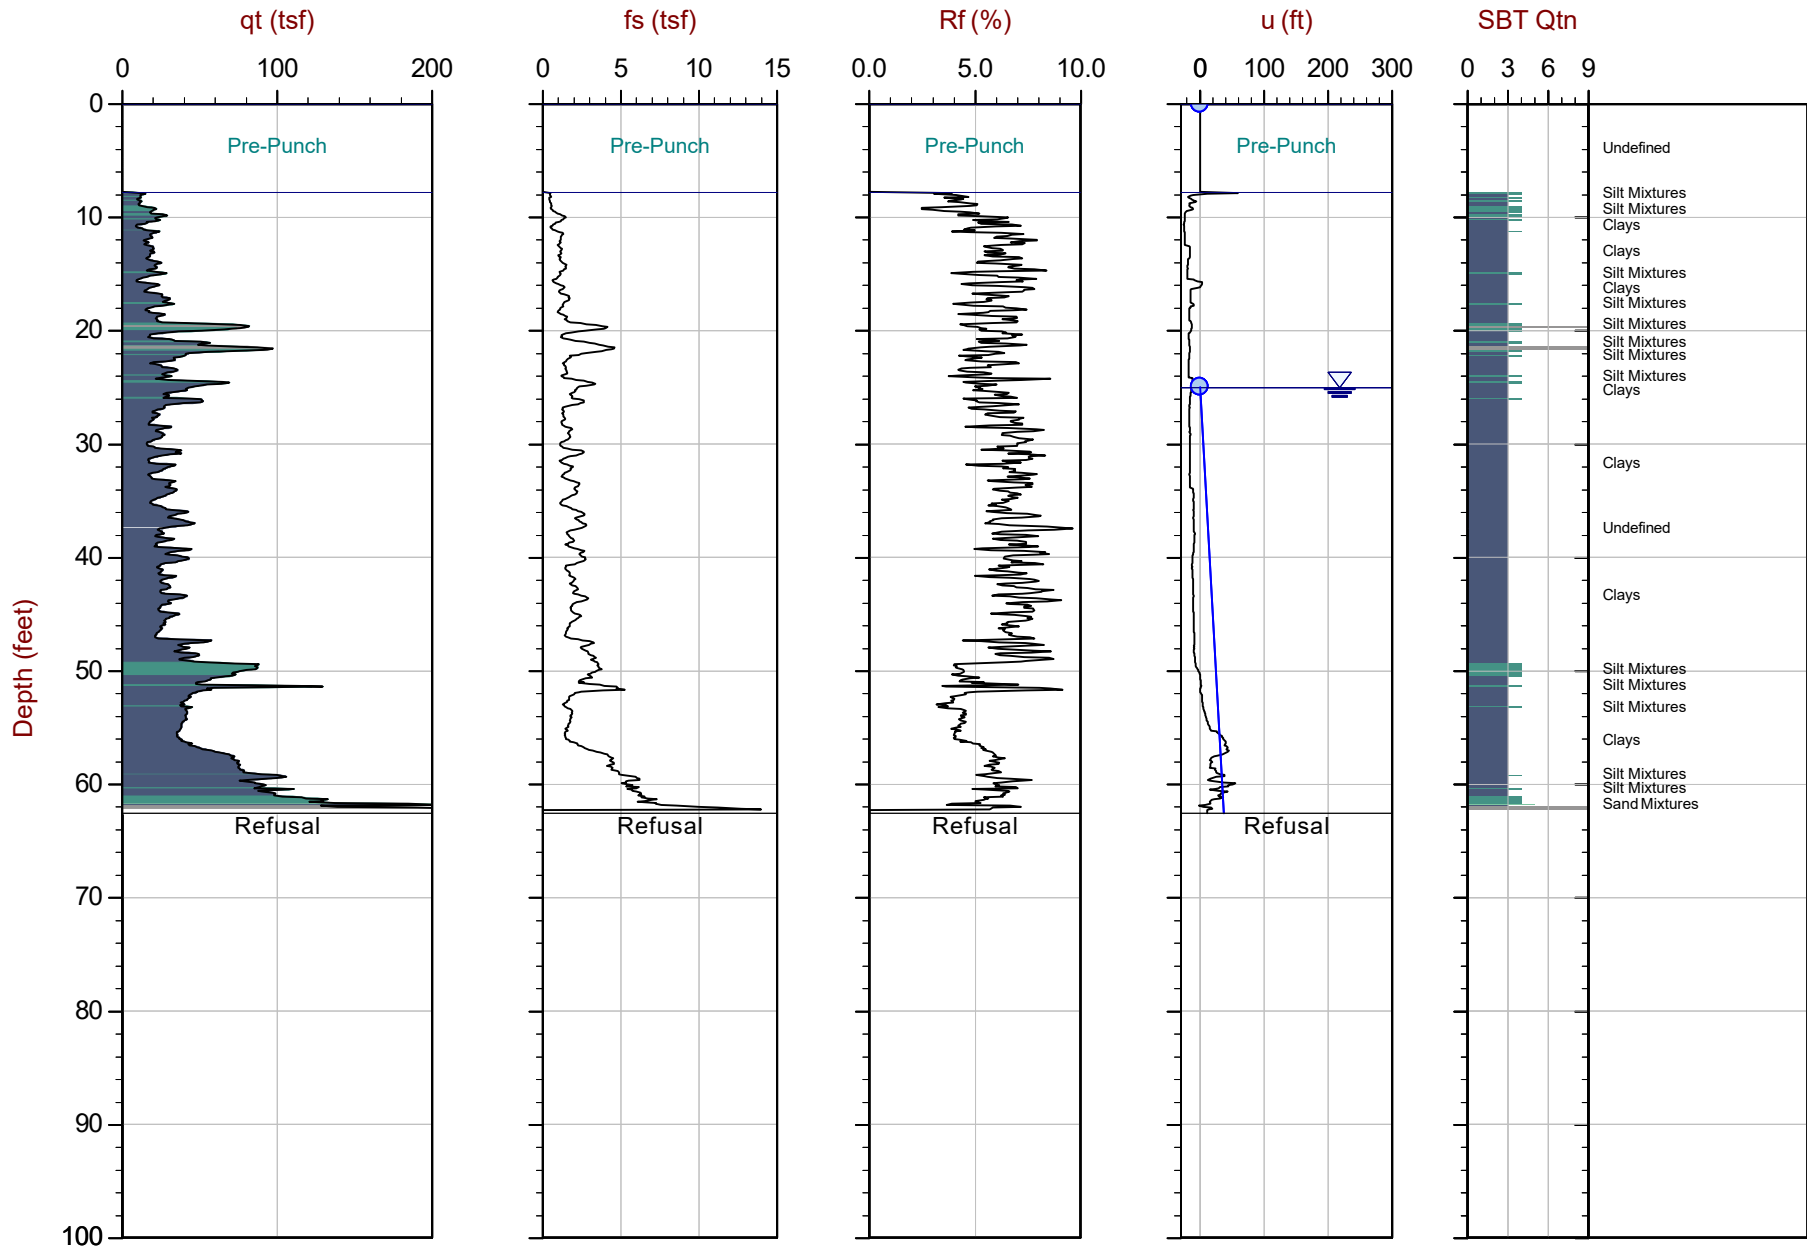 qt (tsf) fs (tsf) Rf (%) u (ft) SBT Qtn
0 100 200 0 5 10 15 0.0 5.0 10.0 0 100 200 300 0 3 6 9
0
Pre-Punch Pre-Punch Pre-Punch Pre-Punch Undefined
Silt Mixtures
Silt Mixtures
10
Clays
Clays
Silt Mixtures
Clays
Silt Mixtures
Silt Mixtures
20
Silt Mixtures
Silt Mixtures
Silt Mixtures
Clays
30
Clays
Undefined
40
Clays
Depth (feet)
Silt Mixtures
50
Silt Mixtures
Silt Mixtures
Clays
Silt Mixtures
60
Silt Mixtures
Sand Mixtures
Refusal Refusal Refusal Refusal
70
80
90
100